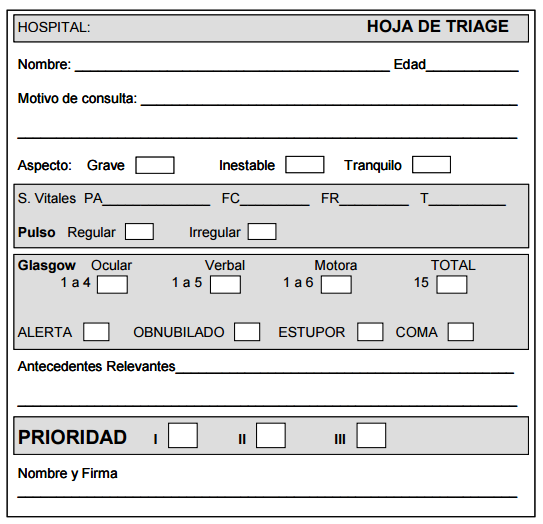 HOSPITAL: HOJA DE TRIAGE
Nombre: Edad
Motivo de consulta:
Aspecto: Grave Inestable Tranquilo
S. Vitales PA FC FR T
Pulso Regular Irregular
Glasgow Ocular Verbal Motora TOTAL
1 a 4 1 a 5 1 a 6 15
ALERTA OBNUBILADO ESTUPOR COMA
Antecedentes Relevantes
PRIORIDAD I II III
Nombre y Firma